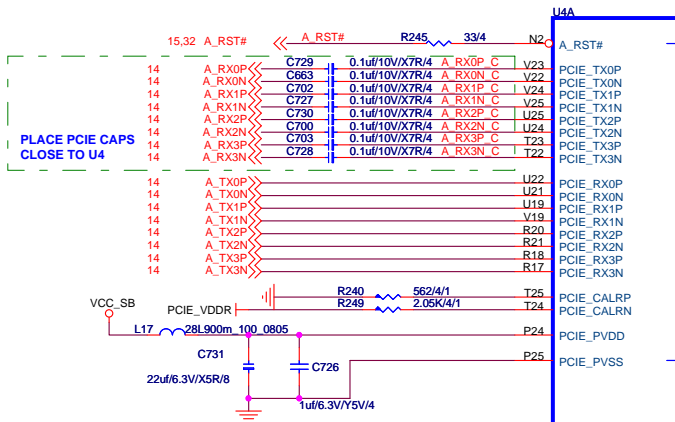 U4A
15,32 A_RST# A_RST# R245 33/4 N2 A_RST#
14 A_RX0P C729 0.1uf/10V/X7R/4 A_RX0P_C V23 PCIE_TX0P
14 A_RX0N C663 0.1uf/10V/X7R/4 A_RX0N_C V22 PCIE_TX0N
14 A_RX1P C702 0.1uf/10V/X7R/4 A_RX1P_C V24 PCIE_TX1P
14 A_RX1N C727 0.1uf/10V/X7R/4 A_RX1N_C V25 PCIE_TX1N
14 A_RX2P C730 0.1uf/10V/X7R/4 A_RX2P_C U25 PCIE_TX2P
14 A_RX2N C700 0.1uf/10V/X7R/4 A_RX2N_C U24 PCIE_TX2N
14 A_RX3P C703 0.1uf/10V/X7R/4 A_RX3P_C T23 PCIE_TX3P
14 A_RX3N C728 0.1uf/10V/X7R/4 A_RX3N_C T22 PCIE_TX3N
PLACE PCIE CAPS
CLOSE TO U4
14 A_TX0P U22 PCIE_RX0P
14 A_TX0N U21 PCIE_RX0N
14 A_TX1P U19 PCIE_RX1P
14 A_TX1N V19 PCIE_RX1N
14 A_TX2P R20 PCIE_RX2P
14 A_TX2N R21 PCIE_RX2N
14 A_TX3P R18 PCIE_RX3P
14 A_TX3N R17 PCIE_RX3N
R240 562/4/1 T25 PCIE_CALRP
VCC_SB PCIE_VDDR R249 2.05K/4/1 T24 PCIE_CALRN
L17 28L900m_100_0805 P24 PCIE_PVDD
C731 C726 P25 PCIE_PVSS
22uf/6.3V/X5R/8
1uf/6.3V/Y5V/4